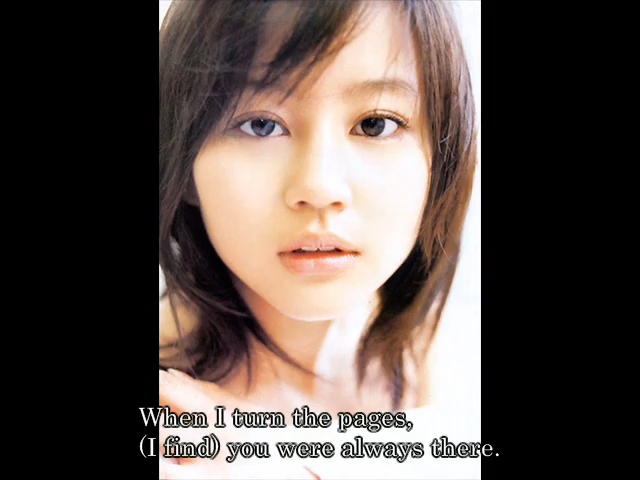 When I turn the pages,
(I find) you were always there.